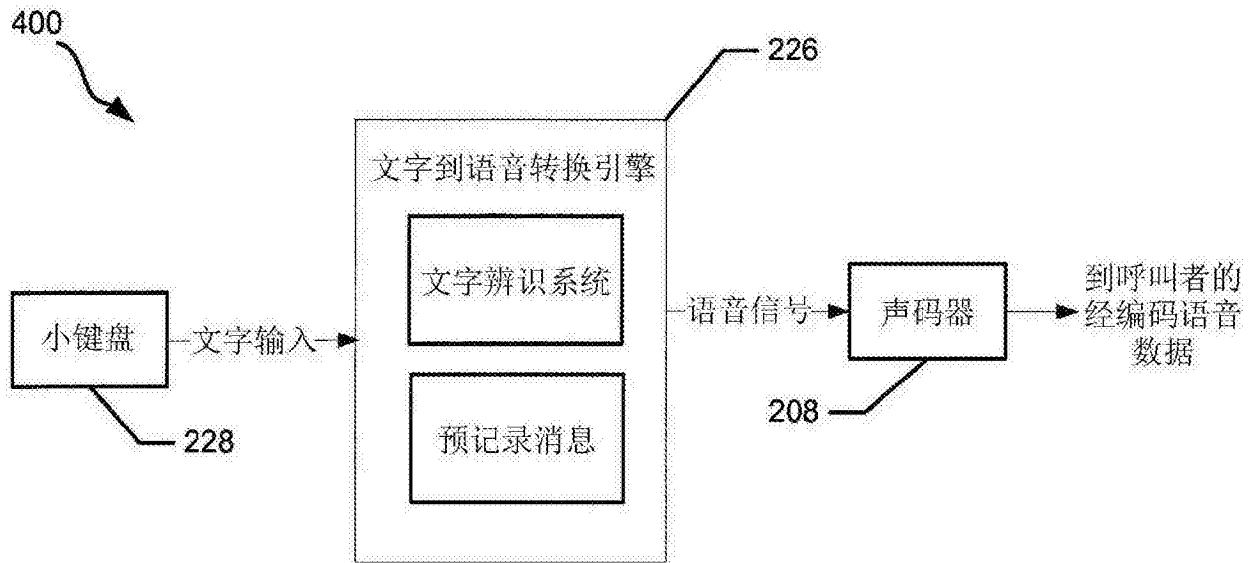 400
226
文字到语音转换引擎
文字辨识系统
小键盘
文字输入
语音信号
声码器
到呼叫者的
经编码语音
数据
预记录消息
228
208